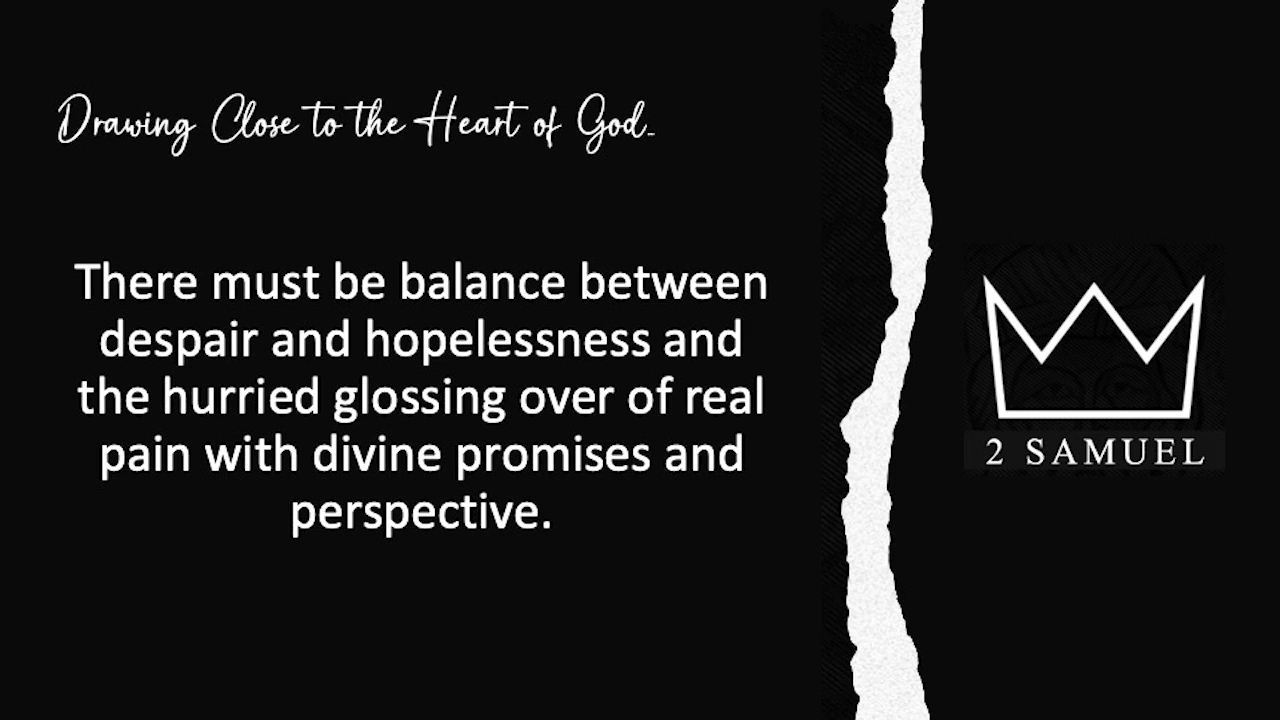 Drawing Close to the Heart of God...
There must be balance between
despair and hopelessness and
the hurried glossing over of real
pain with divine promises and
perspective.
2 SAMUEL